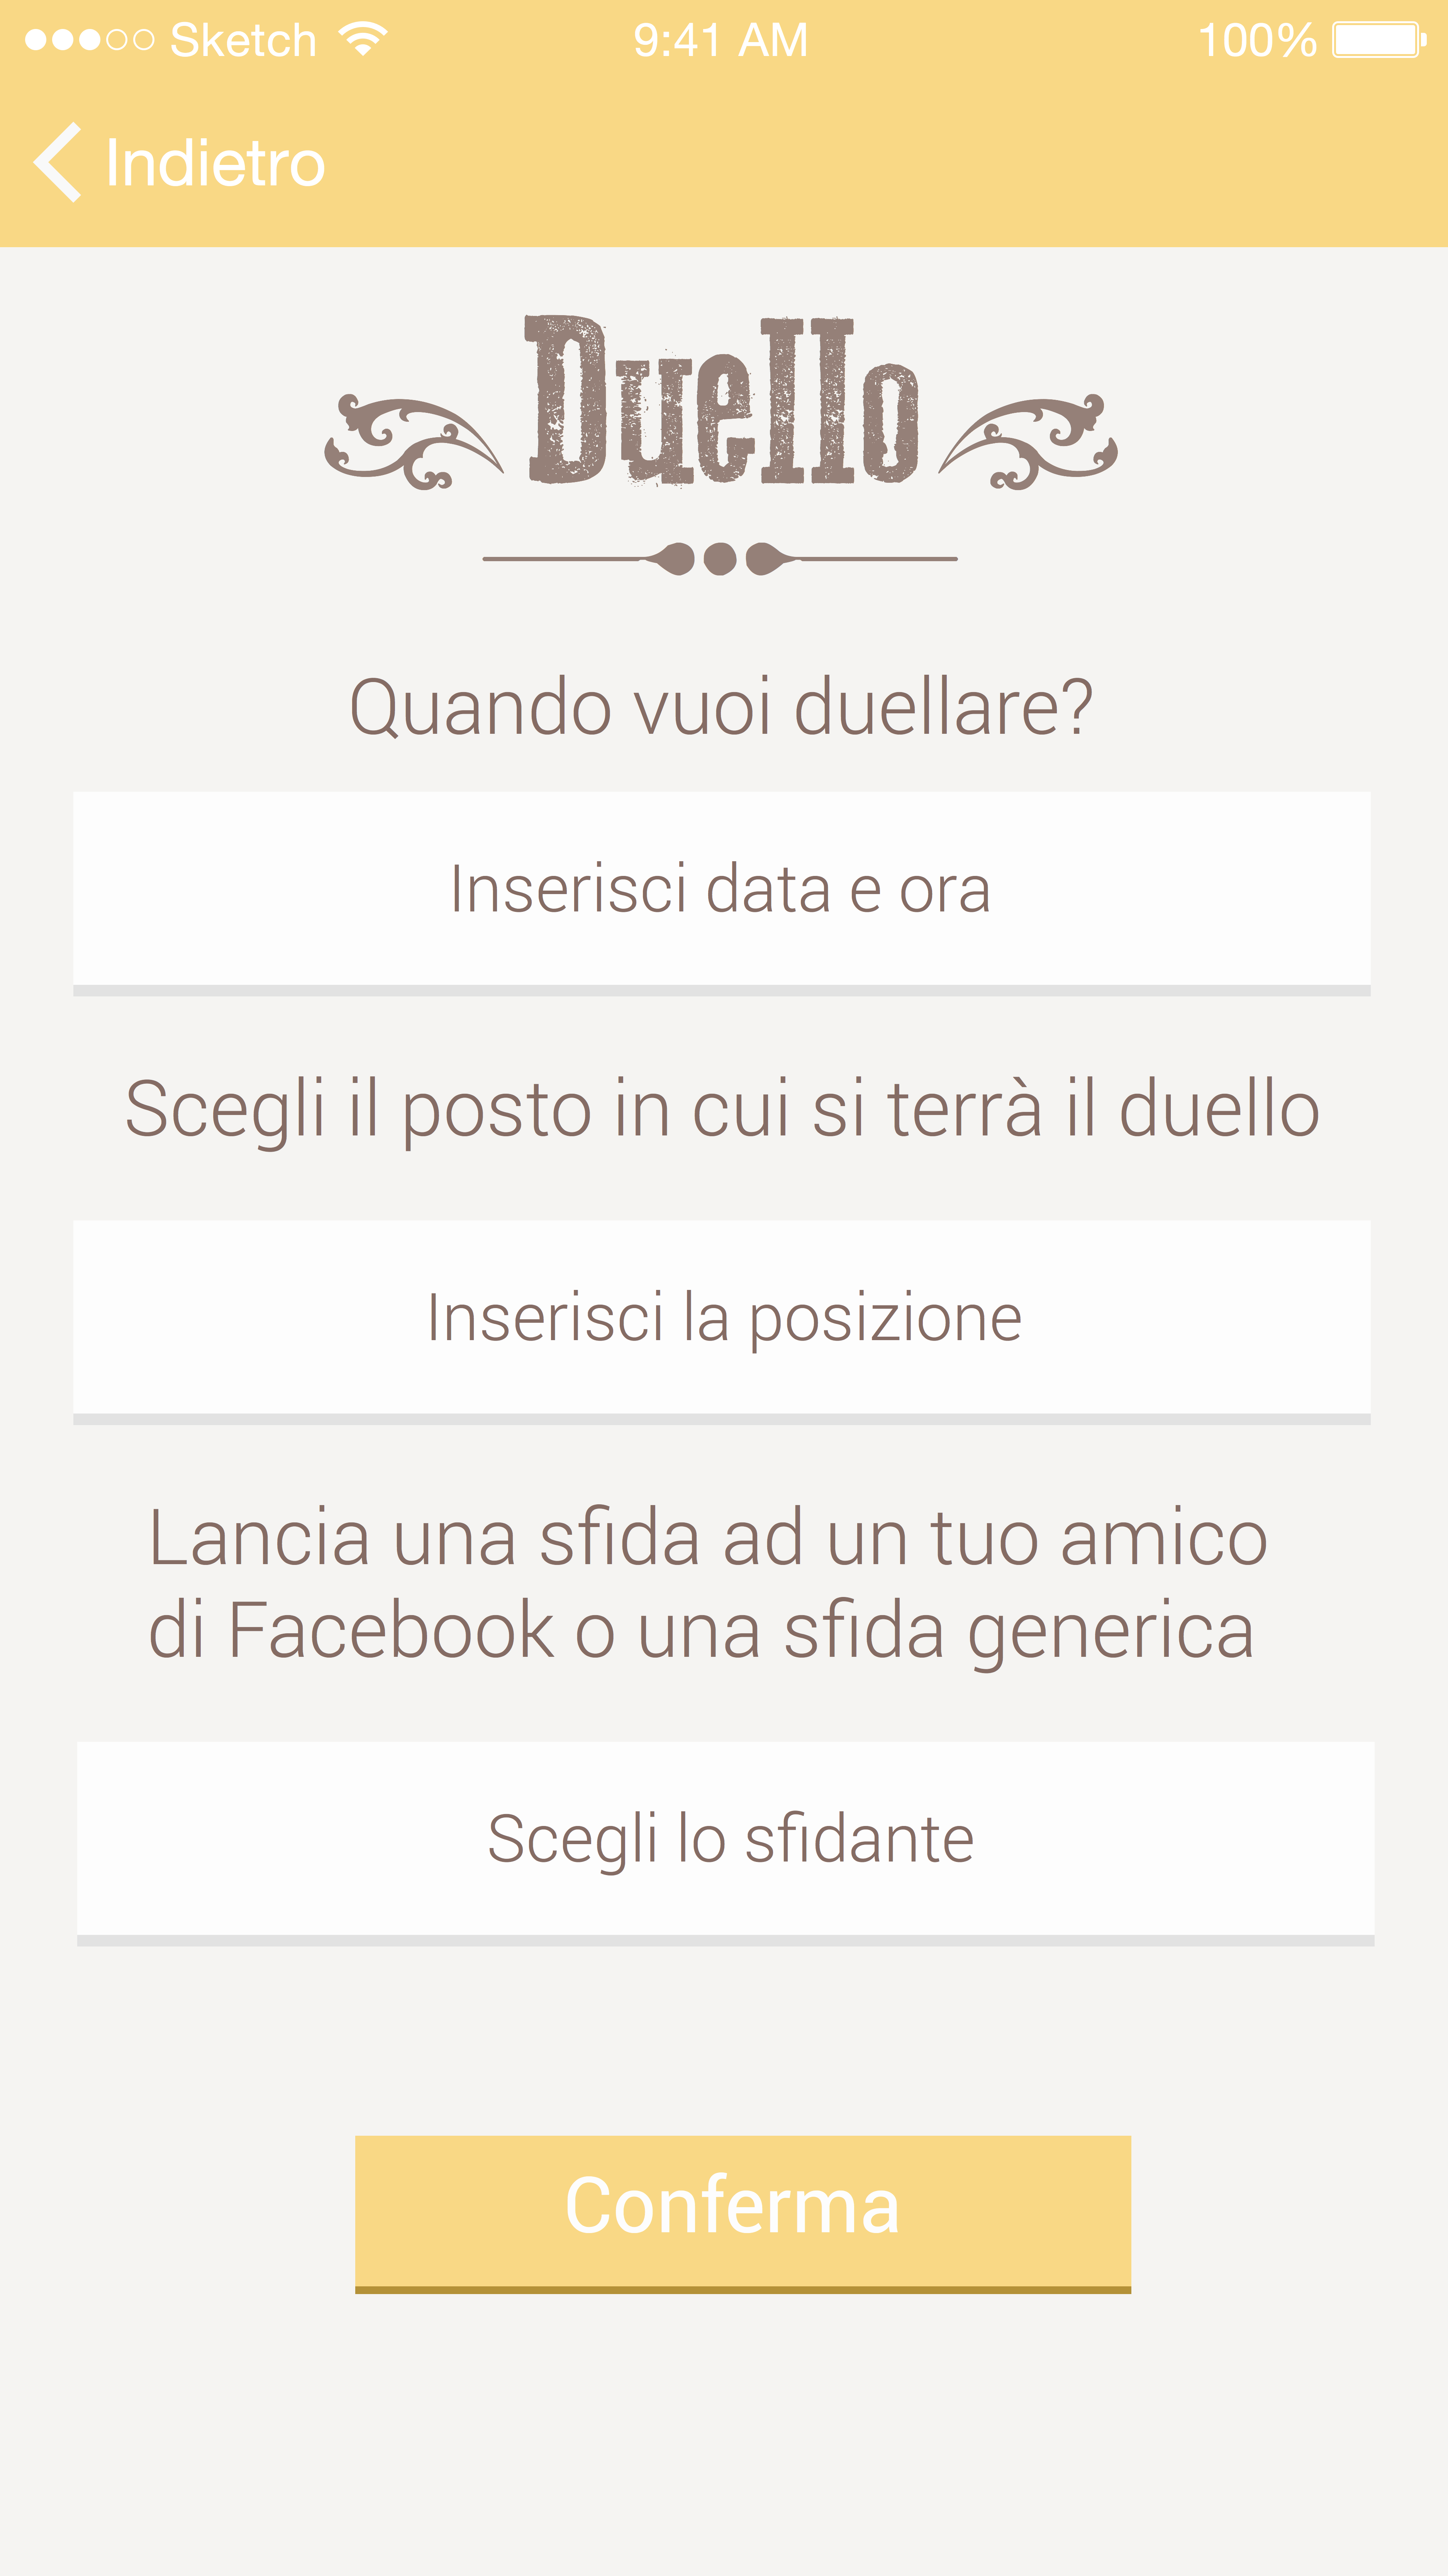 Sketch 9:41 AM 100%
Indietro
Duello
Quando vuoi duellare?
Inserisci data e ora
Scegli il posto in cui si terrà il duello
Inserisci la posizione
Lancia una sfida ad un tuo amico
di Facebook o una sfida generica
Scegli lo sfidante
Conferma